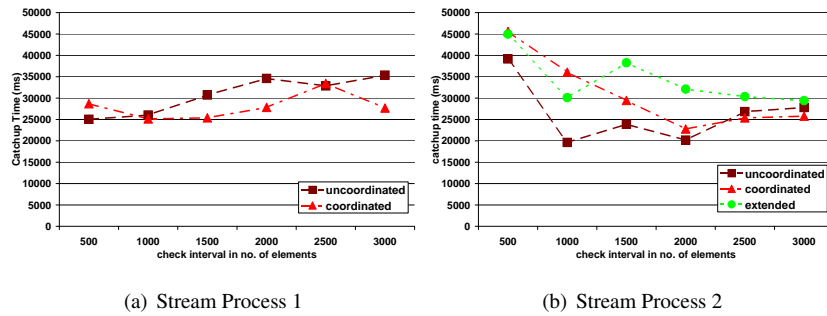 50000
45000
40000
35000
30000
25000
20000
15000
10000
5000
0
Catchup Time (ms)
uncoordinated
coordinated
500 1000 1500 2000 2500 3000
check interval in no. of elements
(a) Stream Process 1
50000
45000
40000
35000
30000
25000
20000
15000
10000
5000
0
catchup time (ms)
uncoordinated
coordinated
extended
500 1000 1500 2000 2500 3000
check interval in no. of elements
(b) Stream Process 2